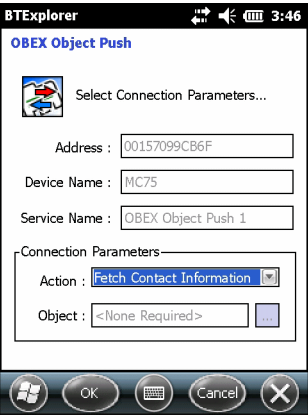 BTExplorer 3:46
OBEX Object Push
Select Connection Parameters...
Address : 00157099CB6F
Device Name : MC75
Service Name : OBEX Object Push 1
Connection Parameters
Action : Fetch Contact Information
Object : <None Required> ...
OK Cancel